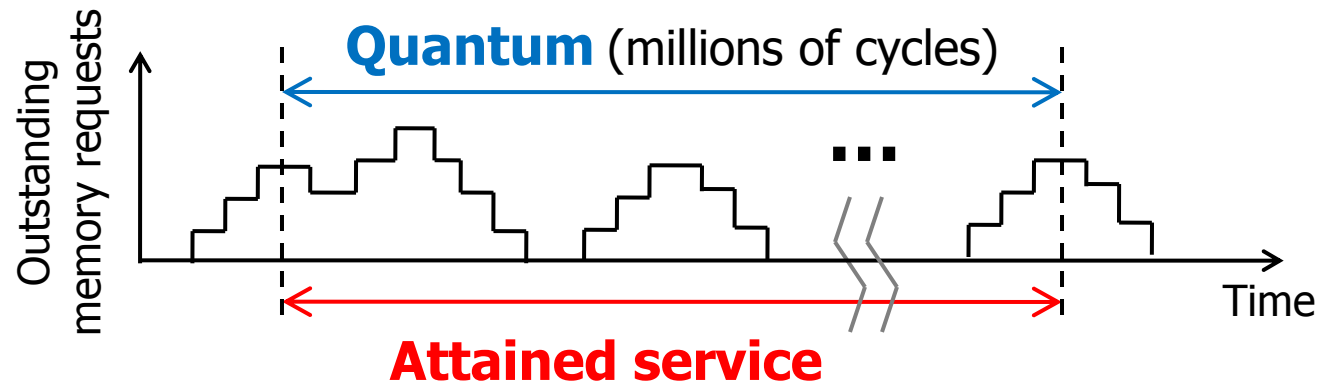 Outstanding
memory requests
Quantum (millions of cycles)
...
Time
Attained service